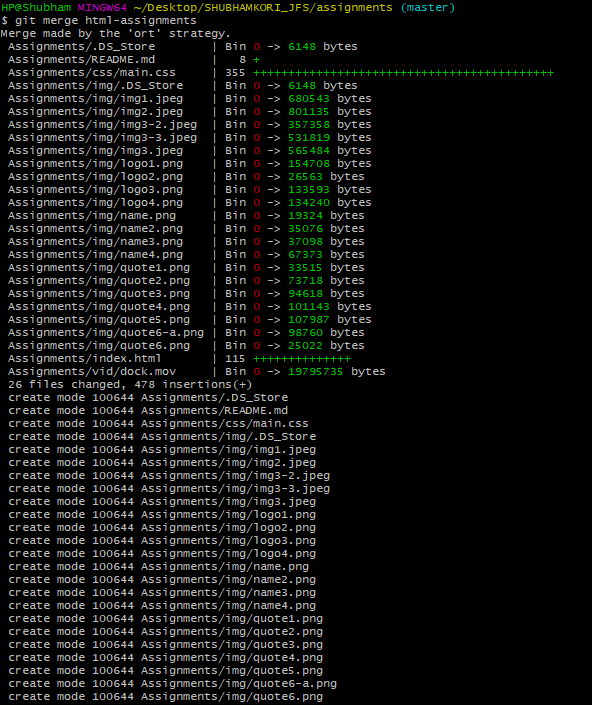 HP@Shubham MINGW64 ~/Desktop/SHUBHAMKORI_JFS/assignments (master)
$ git merge html-assignments
Merge made by the 'ort' strategy.
 Assignments/.DS_Store         | Bin 0 -> 6148 bytes
 Assignments/README.md         |   8 +
 Assignments/css/main.css      | 355 +++++++++++++++++++++++++++++++++++++++++++
 Assignments/img/.DS_Store     | Bin 0 -> 6148 bytes
 Assignments/img/img1.jpeg     | Bin 0 -> 680543 bytes
 Assignments/img/img2.jpeg     | Bin 0 -> 801135 bytes
 Assignments/img/img3-2.jpeg   | Bin 0 -> 357358 bytes
 Assignments/img/img3-3.jpeg   | Bin 0 -> 531819 bytes
 Assignments/img/img3.jpeg     | Bin 0 -> 565484 bytes
 Assignments/img/logo1.png     | Bin 0 -> 154708 bytes
 Assignments/img/logo2.png     | Bin 0 -> 26563 bytes
 Assignments/img/logo3.png     | Bin 0 -> 133593 bytes
 Assignments/img/logo4.png     | Bin 0 -> 134240 bytes
 Assignments/img/name.png      | Bin 0 -> 19324 bytes
 Assignments/img/name2.png     | Bin 0 -> 35076 bytes
 Assignments/img/name3.png     | Bin 0 -> 37098 bytes
 Assignments/img/name4.png     | Bin 0 -> 67373 bytes
 Assignments/img/quote1.png    | Bin 0 -> 33515 bytes
 Assignments/img/quote2.png    | Bin 0 -> 73718 bytes
 Assignments/img/quote3.png    | Bin 0 -> 94618 bytes
 Assignments/img/quote4.png    | Bin 0 -> 101143 bytes
 Assignments/img/quote5.png    | Bin 0 -> 107987 bytes
 Assignments/img/quote6-a.png  | Bin 0 -> 98760 bytes
 Assignments/img/quote6.png    | Bin 0 -> 25022 bytes
 Assignments/index.html        | 115 ++++++++++++++
 Assignments/vid/dock.mov      | Bin 0 -> 19795735 bytes
 26 files changed, 478 insertions(+)
 create mode 100644 Assignments/.DS_Store
 create mode 100644 Assignments/README.md
 create mode 100644 Assignments/css/main.css
 create mode 100644 Assignments/img/.DS_Store
 create mode 100644 Assignments/img/img1.jpeg
 create mode 100644 Assignments/img/img2.jpeg
 create mode 100644 Assignments/img/img3-2.jpeg
 create mode 100644 Assignments/img/img3-3.jpeg
 create mode 100644 Assignments/img/img3.jpeg
 create mode 100644 Assignments/img/logo1.png
 create mode 100644 Assignments/img/logo2.png
 create mode 100644 Assignments/img/logo3.png
 create mode 100644 Assignments/img/logo4.png
 create mode 100644 Assignments/img/name.png
 create mode 100644 Assignments/img/name2.png
 create mode 100644 Assignments/img/name3.png
 create mode 100644 Assignments/img/name4.png
 create mode 100644 Assignments/img/quote1.png
 create mode 100644 Assignments/img/quote2.png
 create mode 100644 Assignments/img/quote3.png
 create mode 100644 Assignments/img/quote4.png
 create mode 100644 Assignments/img/quote5.png
 create mode 100644 Assignments/img/quote6-a.png
 create mode 100644 Assignments/img/quote6.png